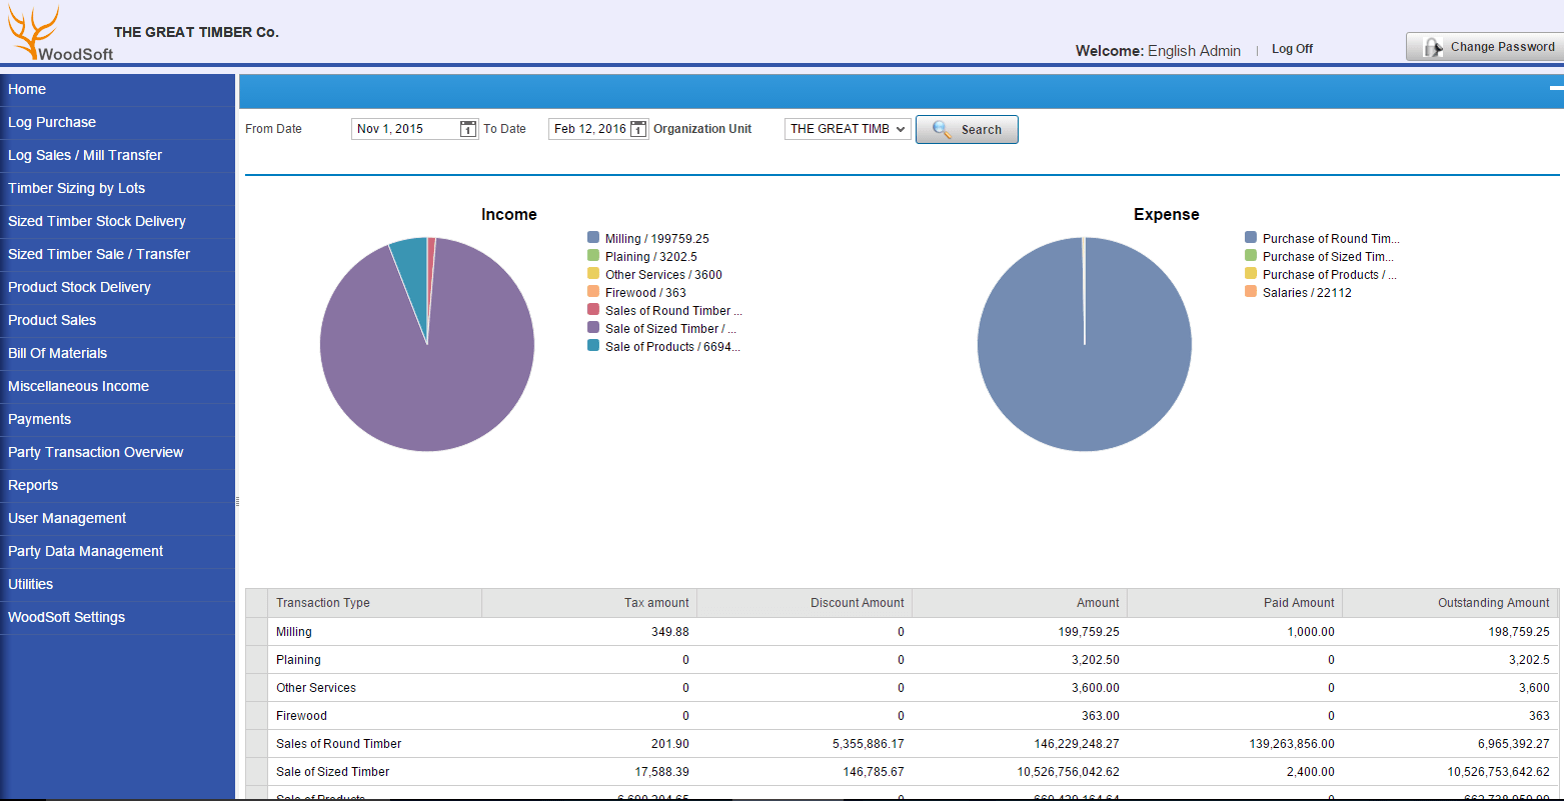 THE GREAT TIMBER Co.
WoodSoft
Welcome: English Admin | Log Off
Change Password
Home
Log Purchase
Log Sales / Mill Transfer
Timber Sizing by Lots
Sized Timber Stock Delivery
Sized Timber Sale / Transfer
Product Stock Delivery
Product Sales
Bill Of Materials
Miscellaneous Income
Payments
Party Transaction Overview
Reports
User Management
Party Data Management
Utilities
WoodSoft Settings
From Date Nov 1, 2015 1 To Date Feb 12, 2016 1 Organization Unit THE GREAT TIMB Search
Income
Milling / 199759.25
Plaining / 3202.5
Other Services / 3600
Firewood / 363
Sales of Round Timber ...
Sale of Sized Timber / ...
Sale of Products / 6694...
Expense
Purchase of Round Tim...
Purchase of Sized Tim...
Purchase of Products / ...
Salaries / 22112
Transaction Type Tax amount Discount Amount Amount Paid Amount Outstanding Amount
Milling 349.88 0 199,759.25 1,000.00 198,759.25
Plaining 0 0 3,202.50 0 3,202.5
Other Services 0 0 3,600.00 0 3,600
Firewood 0 0 363.00 0 363
Sales of Round Timber 201.90 5,355,886.17 146,229,248.27 139,263,856.00 6,965,392.27
Sale of Sized Timber 17,588.39 146,785.67 10,526,756,042.62 2,400.00 10,526,753,642.62
Sale of Products